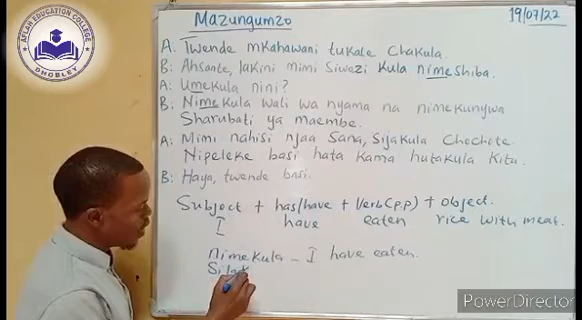 AFLAH EDUCATION COLLEGE
DHOBLEY
Mazungumzo
19/07/22
A: Twende mkahawani tukale Chakula.
B: Ahsante, lakini mimi siwezi kula nimeshiba.
A: Umekula nini?
B: Nimekula wali wa nyama na nimekunywa
Sharubati ya maembe.
A: Mimi nahisi njaa sana, Sijakula Chochote.
Nipeleke basi hata kama hutakula kitu.
B: Haya, twende basi.
Subject + has/have + Verb(p.p) + object.
I have eaten rice with meat.
nimekula - I have eaten.
Sijak
PowerDirector